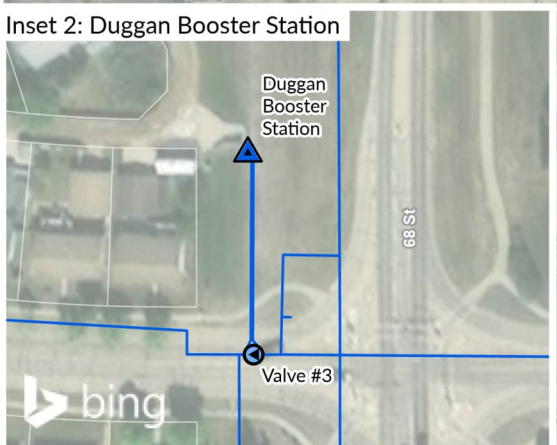 Inset 2: Duggan Booster Station
Duggan
Booster
Station
68 St
Valve #3
bing